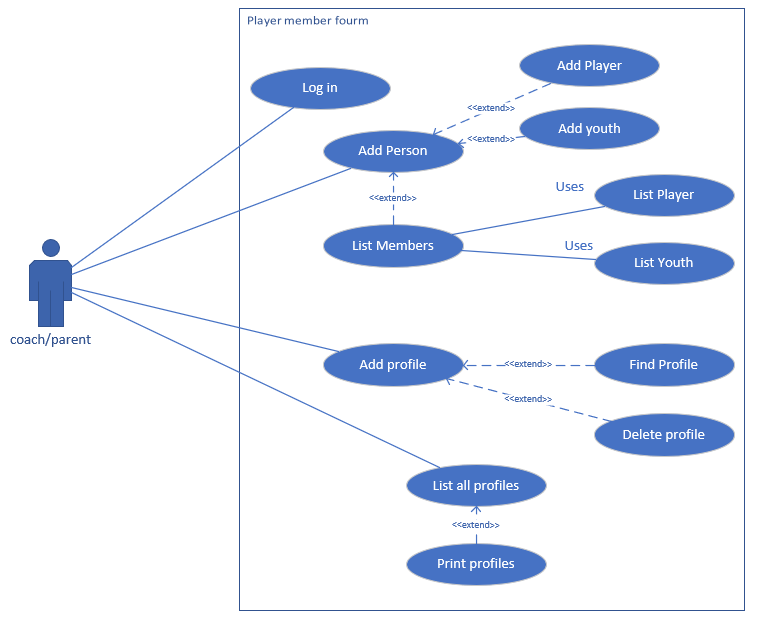 Player member fourm
Add Player
Log in
<<extend>>
Add youth
<<extend>>
Add Person
Uses
List Player
<<extend>>
List Members
Uses
List Youth
coach/parent
Add profile
<<extend>>
Find Profile
<<extend>>
Delete profile
List all profiles
<<extend>>
Print profiles